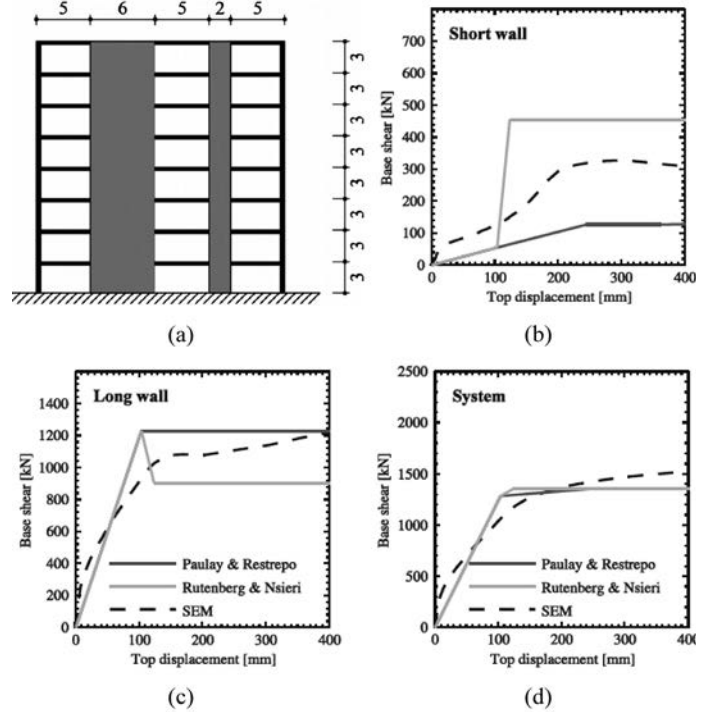 5 6 5 2 5
3
3
3
3
3
3
3
3
(a)
Short wall
Base shear [kN]
700
600
500
400
300
200
100
0
0 100 200 300 400
Top displacement [mm]
(b)
Long wall
Base shear [kN]
1400
1200
1000
800
600
400
200
0
Paulay & Restrepo
Rutenberg & Nsieri
SEM
0 100 200 300 400
Top displacement [mm]
(c)
System
Base shear [kN]
2500
2000
1500
1000
500
0
Paulay & Restrepo
Rutenberg & Nsieri
SEM
0 100 200 300 400
Top displacement [mm]
(d)